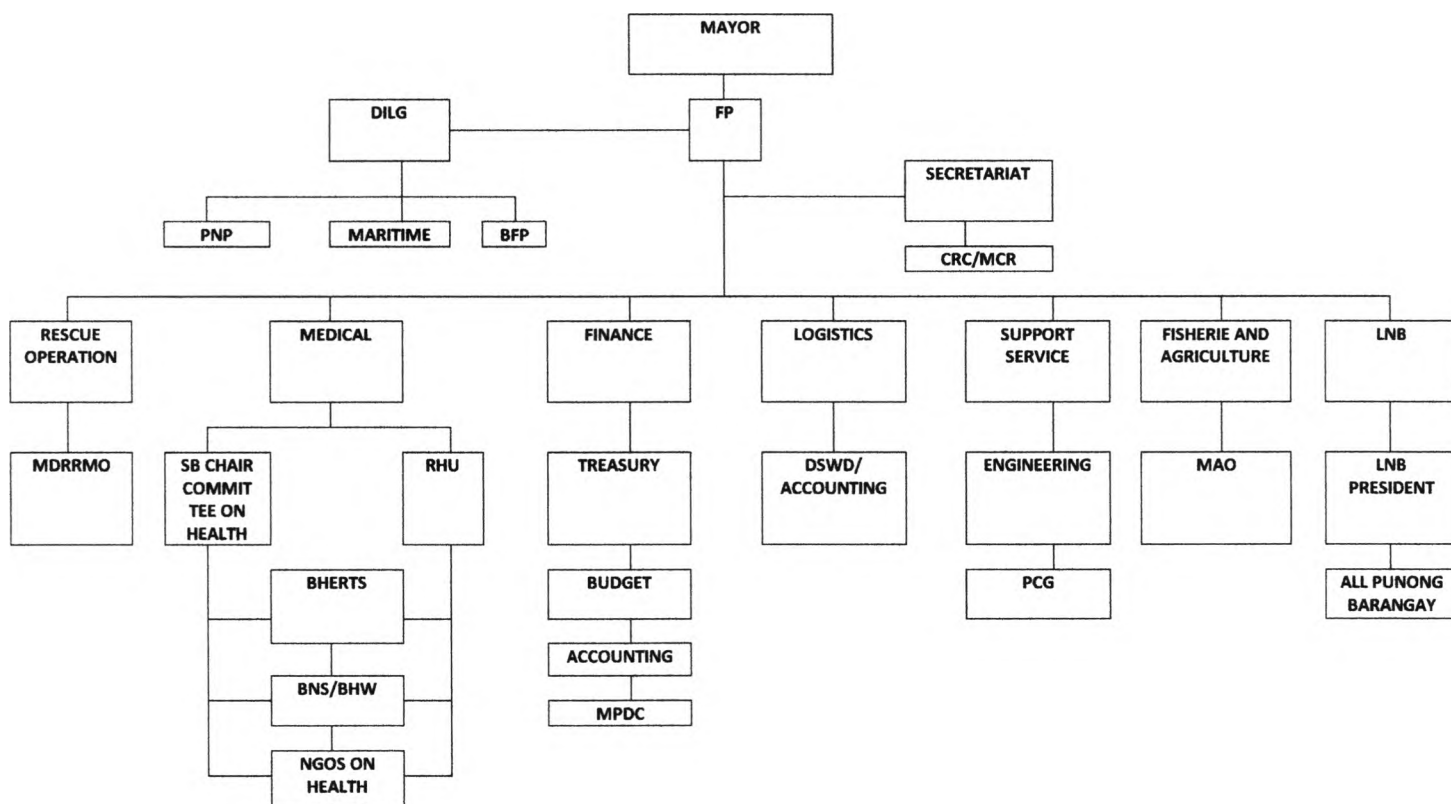 MAYOR
DILG
FP
SECRETARIAT
PNP
MARITIME
BFP
CRC/MCR
RESCUE
OPERATION
MEDICAL
FINANCE
LOGISTICS
SUPPORT
SERVICE
FISHERIE AND
AGRICULTURE
LNB
MDRRMO
SB CHAIR
COMMIT
TEE ON
HEALTH
RHU
TREASURY
DSWD/
ACCOUNTING
ENGINEERING
MAO
LNB
PRESIDENT
BHERTS
BUDGET
PCG
ALL PUNONG
BARANGAY
ACCOUNTING
BNS/BHW
MPDC
NGOS ON
HEALTH